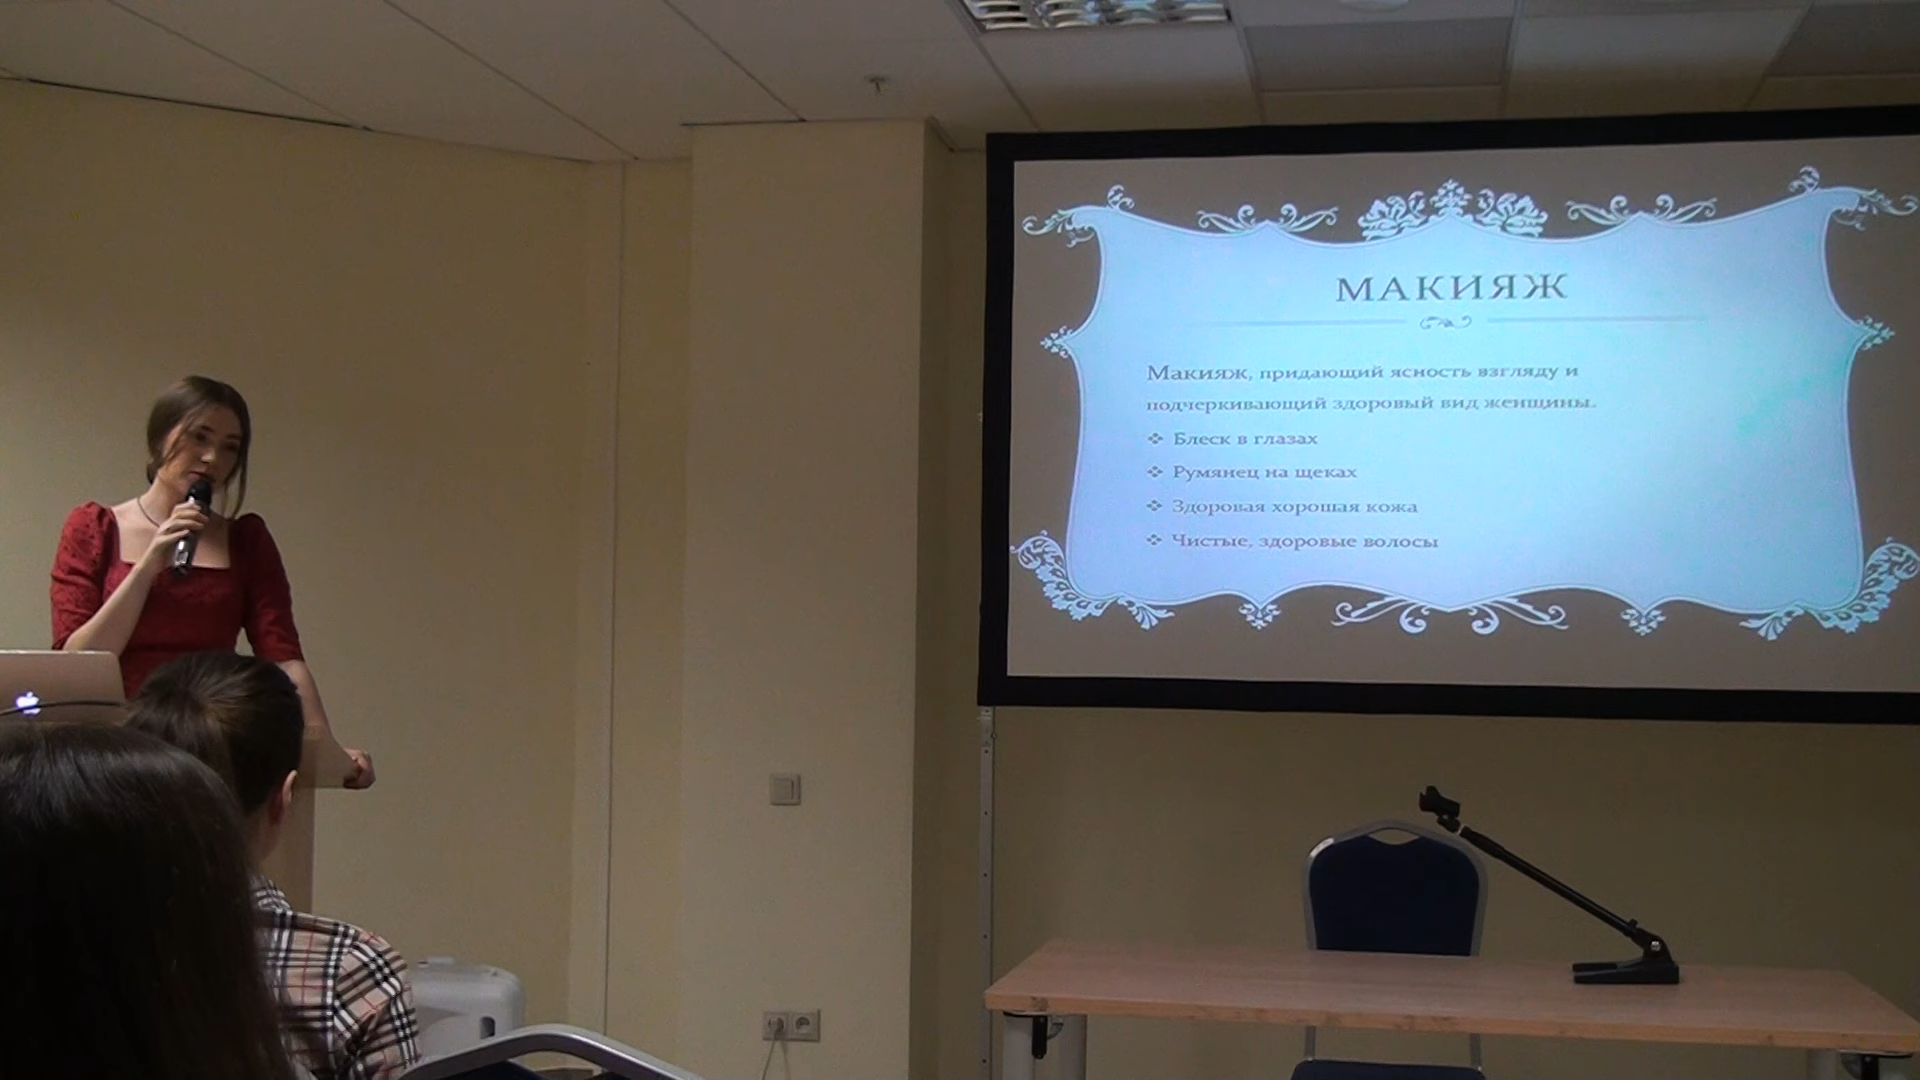 МАКИЯЖ
Макияж, придающий ясность взгляду и
подчеркивающий здоровый вид женщины.
Блеск в глазах
Румянец на щеках
Здоровая хорошая кожа
Чистые, здоровые волосы